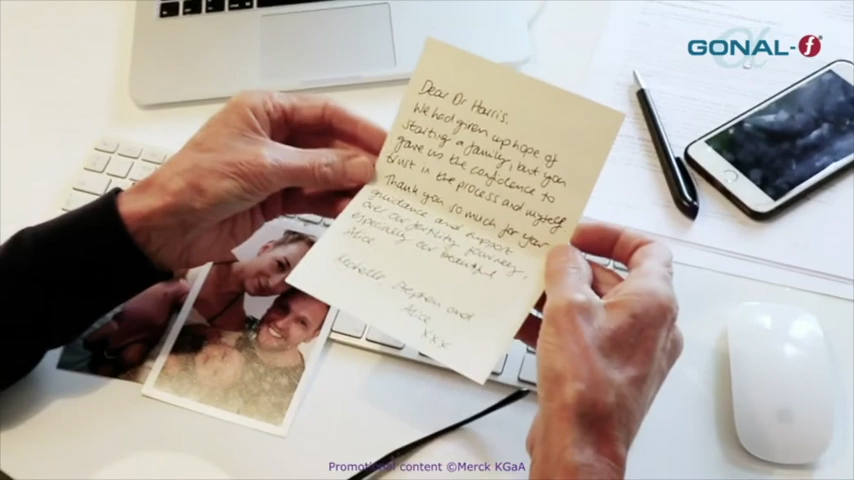 GONAL-f®
Dear Dr Harris,
We had given up hope of
starting a family, but you
gave us the confidence to
trust in the process and myself
Thank you so much for your
guidance and support
over our fertility journey,
especially our beautiful
Alice
Rachelle, Stephen and
Alice
xxx
Promotional content ©Merck KGaA